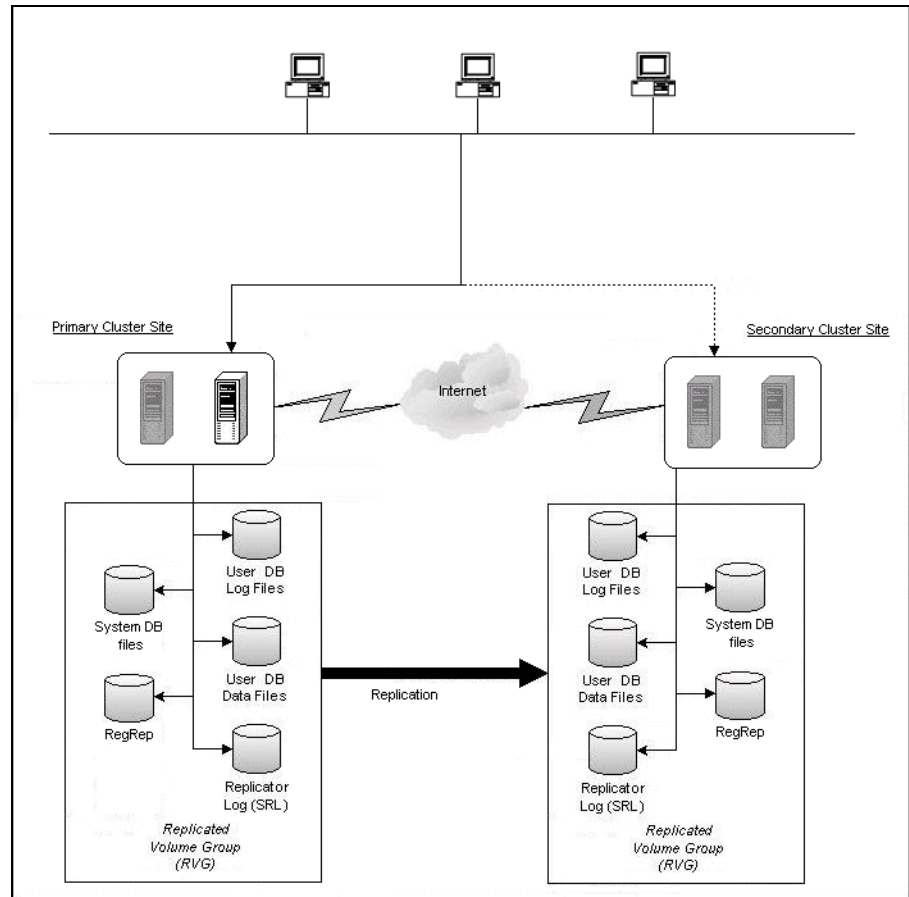 Primary Cluster Site
Secondary Cluster Site
Internet
User DB
Log Files
System DB
files
User DB
Data Files
RegRep
Replicator
Log (SRL)
Replicated
Volume Group
(RVG)
Replication
User DB
Log Files
System DB
files
User DB
Data Files
RegRep
Replicator
Log (SRL)
Replicated
Volume Group
(RVG)